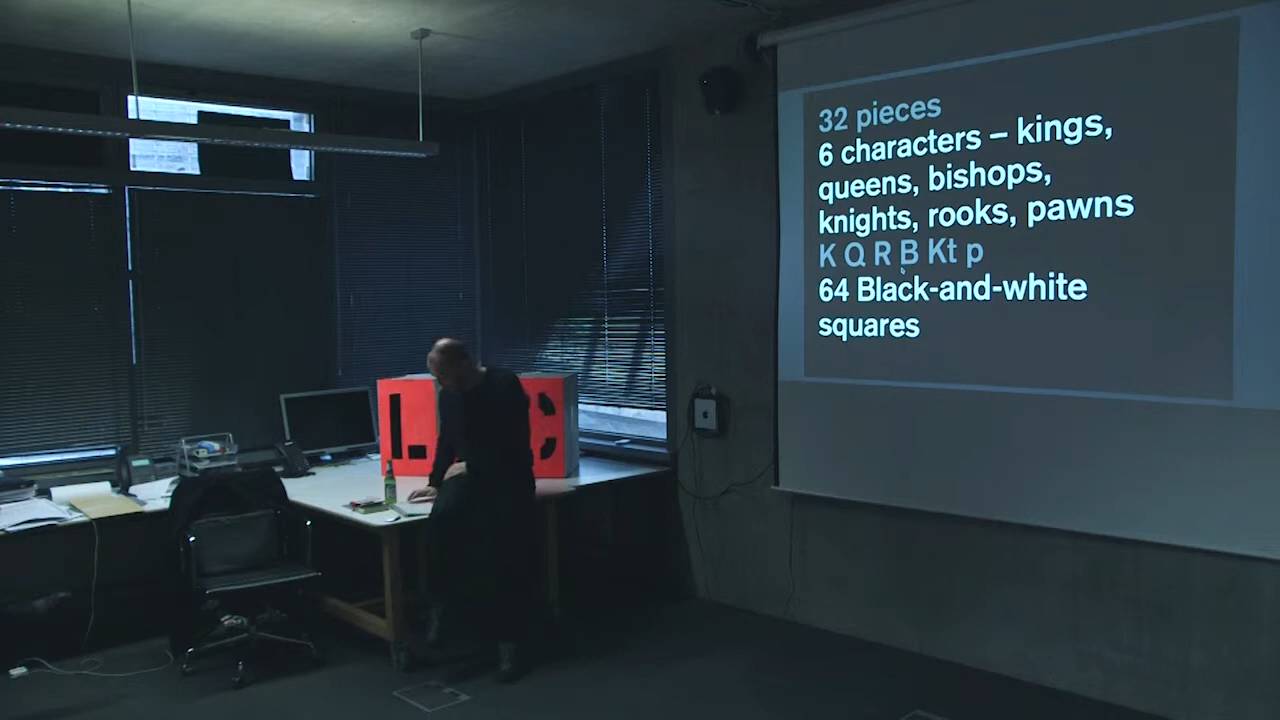 32 pieces
6 characters – kings,
queens, bishops,
knights, rooks, pawns
K Q R B Kt p
64 Black-and-white
squares